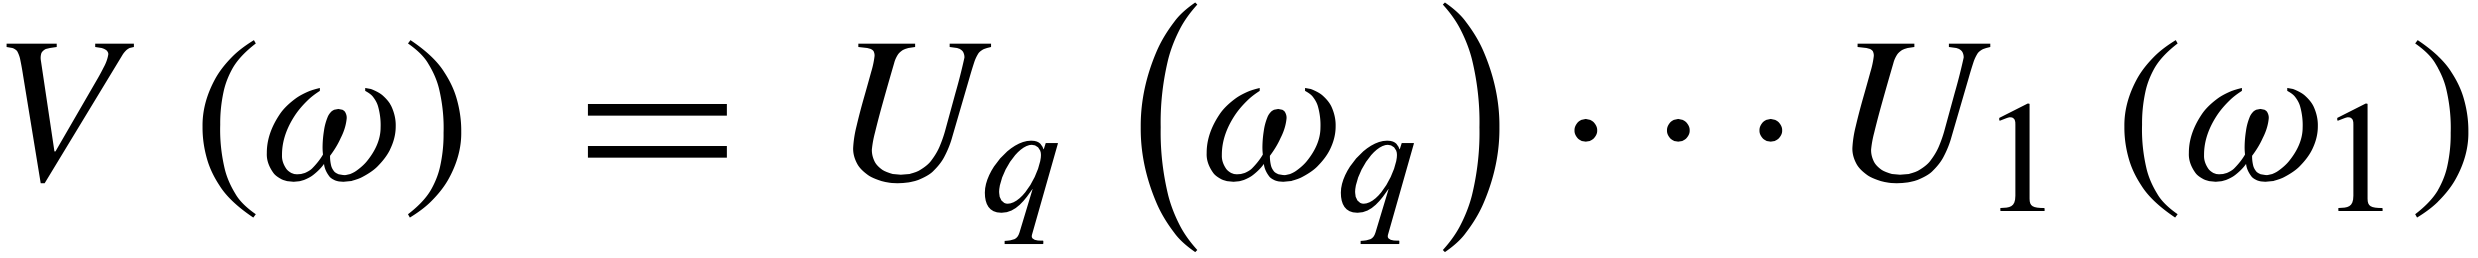 V (ω) = U_q (ω_q) ··· U_1 (ω_1)